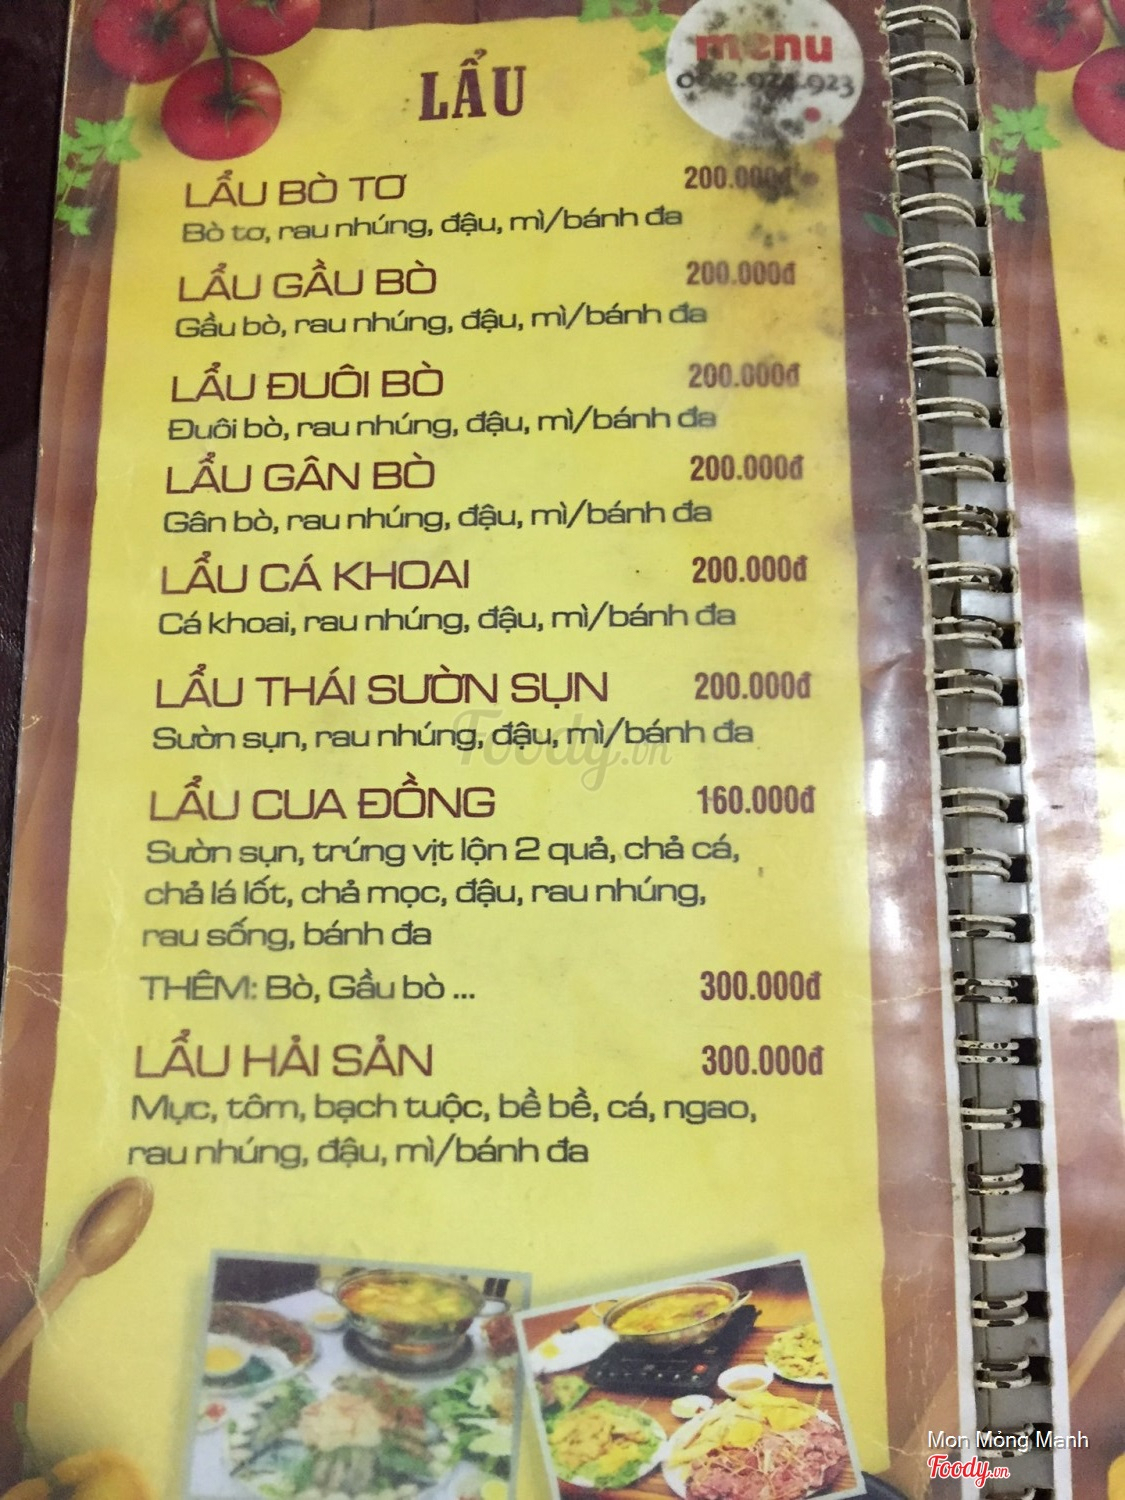 menu
LẨU
LẨU BÒ TƠ
Bò tơ, rau nhúng, đậu, mì/bánh đa
LẨU GẦU BÒ 200.000đ
Gầu bò, rau nhúng, đậu, mì/bánh đa
LẨU ĐUÔI BÒ 200.000đ
Đuôi bò, rau nhúng, đậu, mì/bánh đa
LẨU GÂN BÒ 200.000đ
Gân bò, rau nhúng, đậu, mì/bánh đa
LẨU CÁ KHOAI 200.000đ
Cá khoai, rau nhúng, đậu, mì/bánh đa
LẨU THÁI SƯỜN SỤN 200.000đ
Sườn sụn, rau nhúng, đậu, mì/bánh đa
Foody.vn
LẨU CUA ĐỒNG 160.000đ
Sườn sụn, trúng vịt lộn 2 quả, chả cá,
chả lá lốt, chả mọc, đậu, rau nhúng,
rau sống, bánh đa
THÊM: Bò, Gầu bò ... 300.000đ
LẨU HẢI SẢN 300.000đ
Mực, tôm, bạch tuộc, bề bề, cá, ngao,
rau nhúng, đậu, mì/bánh đa
Mon Mỏng Manh
Foody.vn